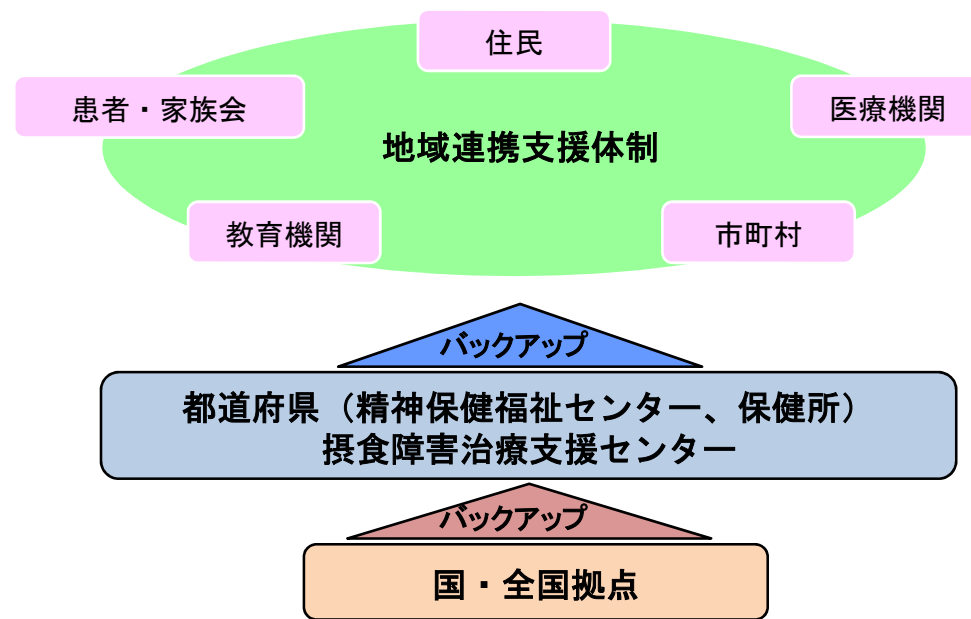 住民
患者・家族会
医療機関
地域連携支援体制
教育機関
市町村
バックアップ
都道府県（精神保健福祉センター、保健所）
摂食障害治療支援センター
バックアップ
国・全国拠点